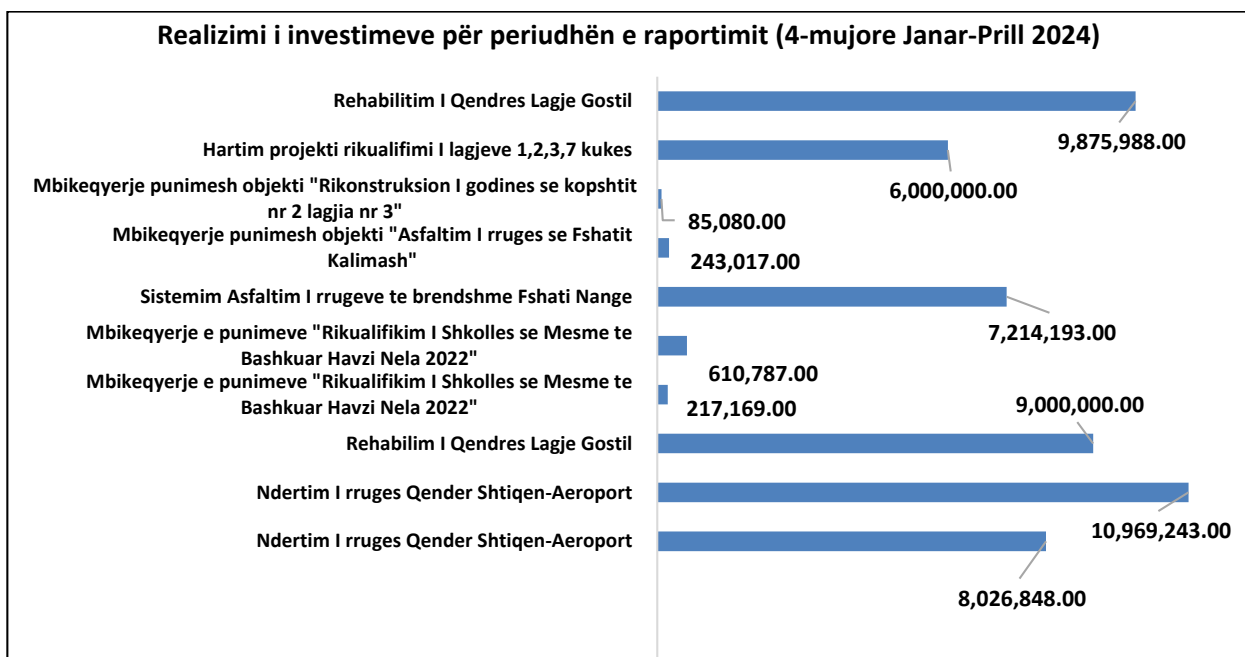 Realizimi i investimeve për periudhën e raportimit (4-mujore Janar-Prill 2024)
Rehabilitim I Qendres Lagje Gostil
9,875,988.00
Hartim projekti rikualifimi I lagjeve 1,2,3,7 kukes
6,000,000.00
Mbikeqyerje punimesh objekti "Rikonstruksion I godines se kopshtit
nr 2 lagjia nr 3"
85,080.00
Mbikeqyerje punimesh objekti "Asfaltim I rruges se Fshatit
Kalimash"
243,017.00
Sistemim Asfaltim I rrugeve te brendshme Fshati Nange
7,214,193.00
Mbikeqyerje e punimeve "Rikualifikim I Shkolles se Mesme te
Bashkuar Havzi Nela 2022"
610,787.00
Mbikeqyerje e punimeve "Rikualifikim I Shkolles se Mesme te
Bashkuar Havzi Nela 2022"
217,169.00
Rehabilim I Qendres Lagje Gostil
9,000,000.00
Ndertim I rruges Qender Shtiqen-Aeroport
10,969,243.00
Ndertim I rruges Qender Shtiqen-Aeroport
8,026,848.00